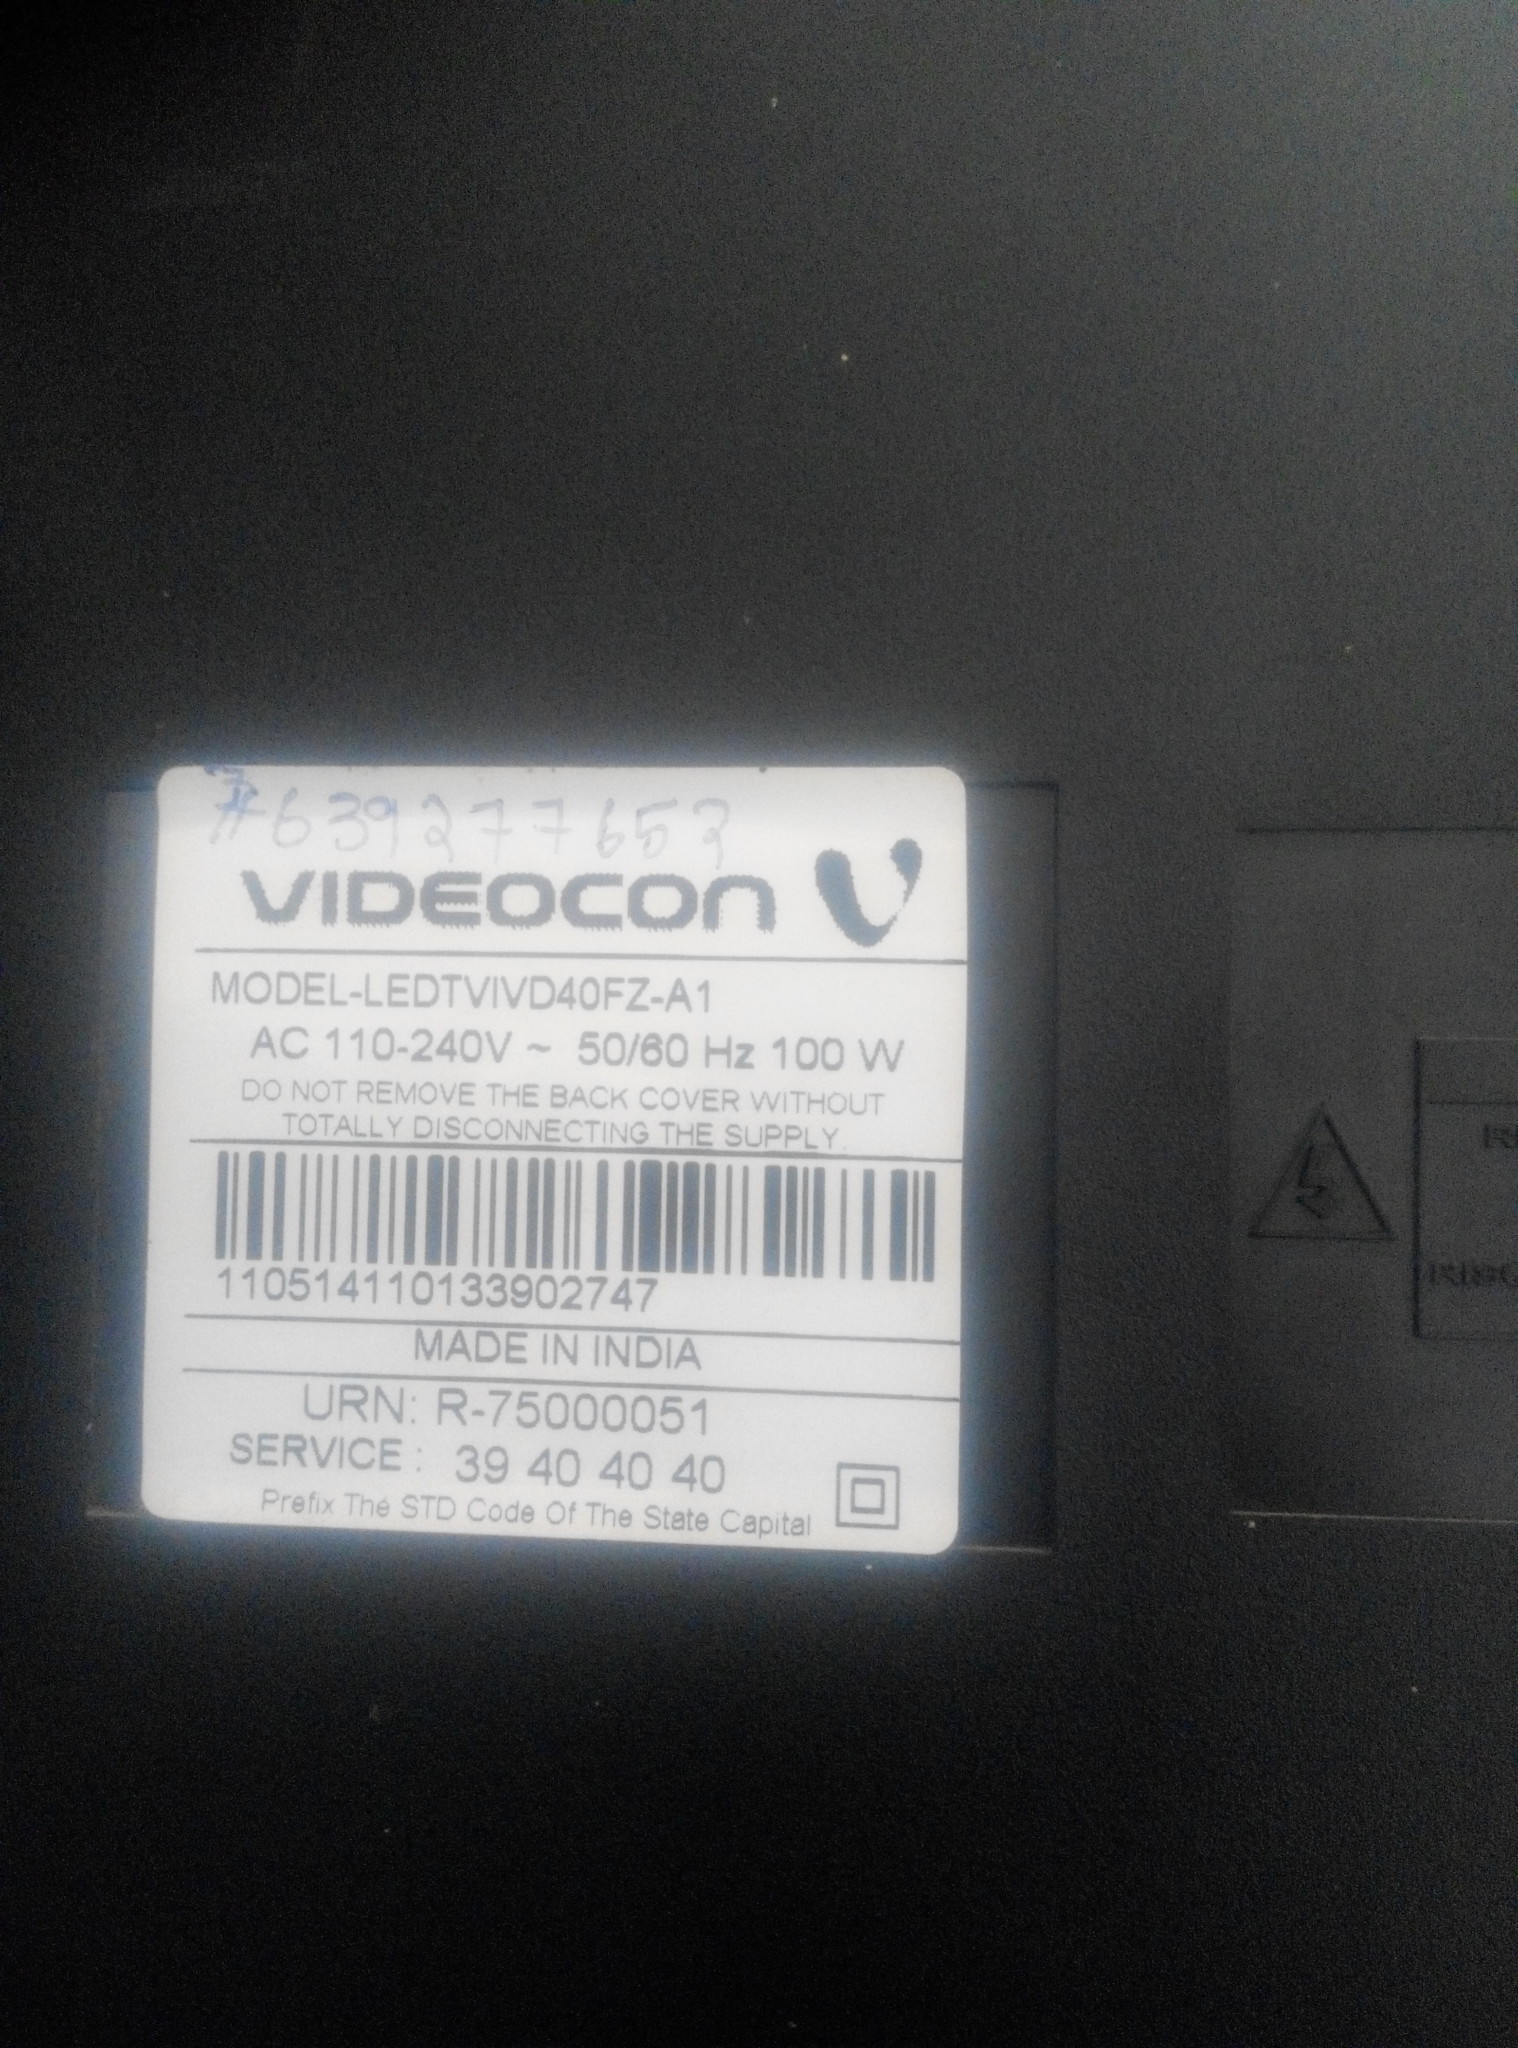 #639277653
VIDEOCON
MODEL-LEDTVIVD40FZ-A1
AC 110-240V ~ 50/60 Hz 100 W
DO NOT REMOVE THE BACK COVER WITHOUT
TOTALLY DISCONNECTING THE SUPPLY.
110514110133902747
MADE IN INDIA
URN: R-75000051
SERVICE : 39 40 40 40
Prefix The STD Code Of The State Capital